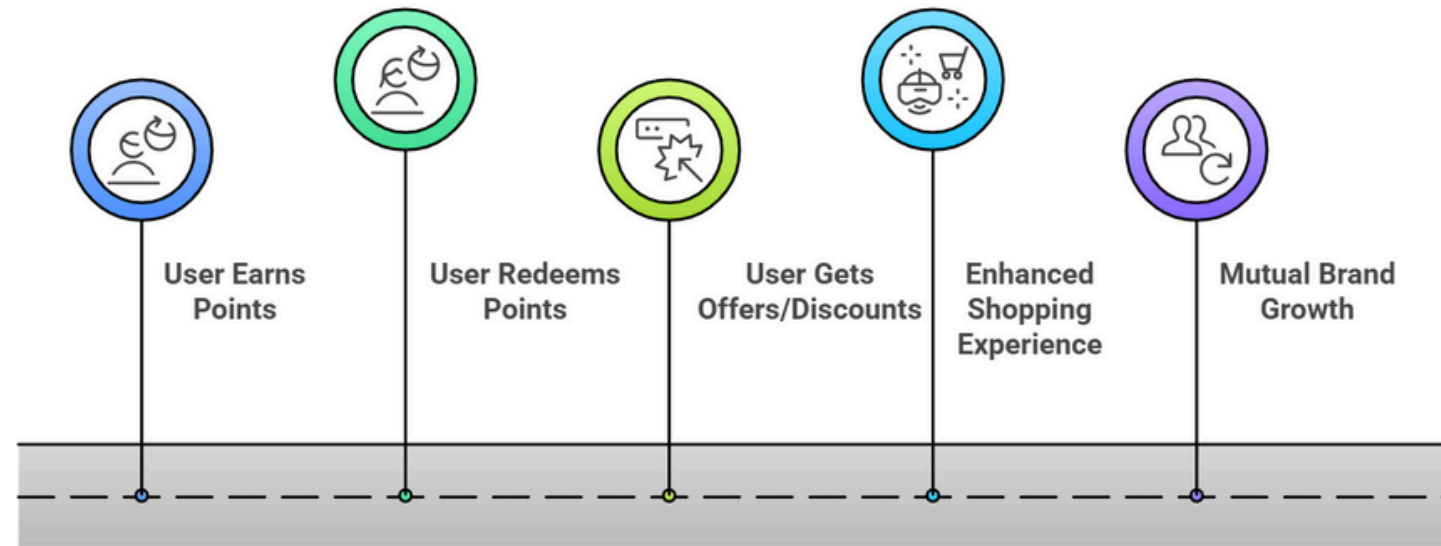 User Earns
Points
User Redeems
Points
User Gets
Offers/Discounts
Enhanced
Shopping
Experience
Mutual Brand
Growth